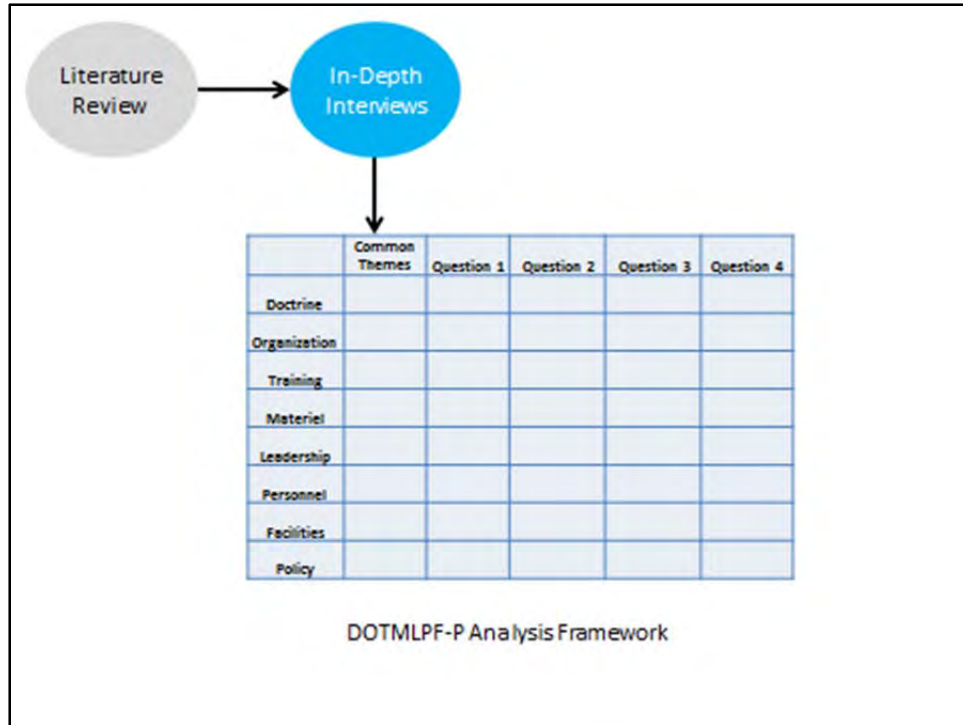 Literature
Review
In-Depth
Interviews
Common
Themes
Question 1
Question 2
Question 3
Question 4
Doctrine
Organization
Training
Materiel
Leadership
Personnel
Facilities
Policy
DOTMLPF-P Analysis Framework